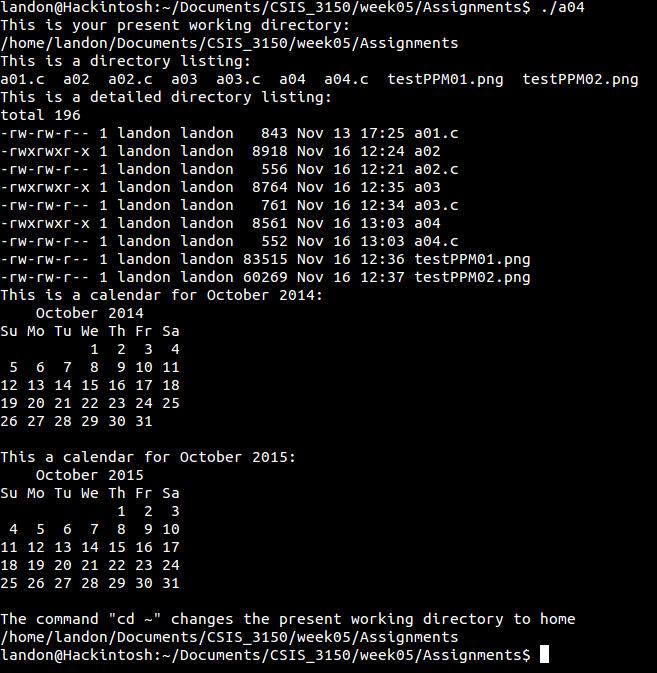 landon@Hackintosh:~/Documents/CSIS_3150/week05/Assignments$ ./a04
This is your present working directory:
/home/landon/Documents/CSIS_3150/week05/Assignments
This is a directory listing:
a01.c  a02  a02.c  a03  a03.c  a04  a04.c  testPPM01.png  testPPM02.png
This is a detailed directory listing:
total 196
-rw-rw-r-- 1 landon landon   843 Nov 13 17:25 a01.c
-rwxrwxr-x 1 landon landon  8918 Nov 16 12:24 a02
-rw-rw-r-- 1 landon landon   556 Nov 16 12:21 a02.c
-rwxrwxr-x 1 landon landon  8764 Nov 16 12:35 a03
-rw-rw-r-- 1 landon landon   761 Nov 16 12:34 a03.c
-rwxrwxr-x 1 landon landon  8561 Nov 16 13:03 a04
-rw-rw-r-- 1 landon landon   552 Nov 16 13:03 a04.c
-rw-rw-r-- 1 landon landon 83515 Nov 16 12:36 testPPM01.png
-rw-rw-r-- 1 landon landon 60269 Nov 16 12:37 testPPM02.png
This is a calendar for October 2014:
    October 2014
Su Mo Tu We Th Fr Sa
          1  2  3  4
 5  6  7  8  9 10 11
12 13 14 15 16 17 18
19 20 21 22 23 24 25
26 27 28 29 30 31

This a calendar for October 2015:
    October 2015
Su Mo Tu We Th Fr Sa
             1  2  3
 4  5  6  7  8  9 10
11 12 13 14 15 16 17
18 19 20 21 22 23 24
25 26 27 28 29 30 31

The command "cd ~" changes the present working directory to home
/home/landon/Documents/CSIS_3150/week05/Assignments
landon@Hackintosh:~/Documents/CSIS_3150/week05/Assignments$